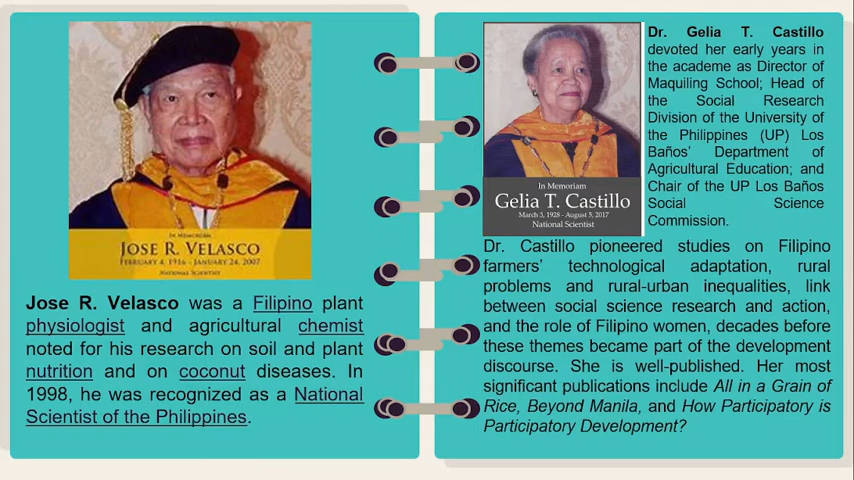 IN MEMORIAM
JOSE R. VELASCO
FEBRUARY 4, 1916 - JANUARY 24, 2007
NATIONAL SCIENTIST
Jose R. Velasco was a Filipino plant
physiologist and agricultural chemist
noted for his research on soil and plant
nutrition and on coconut diseases. In
1998, he was recognized as a National
Scientist of the Philippines.
In Memoriam
Gelia T. Castillo
March 3, 1928 - August 5, 2017
National Scientist
Dr. Gelia T. Castillo
devoted her early years in
the academe as Director of
Maquiling School; Head of
the Social Research
Division of the University of
the Philippines (UP) Los
Baños’ Department of
Agricultural Education; and
Chair of the UP Los Baños
Social Science
Commission.
Dr. Castillo pioneered studies on Filipino
farmers’ technological adaptation, rural
problems and rural-urban inequalities, link
between social science research and action,
and the role of Filipino women, decades before
these themes became part of the development
discourse. She is well-published. Her most
significant publications include All in a Grain of
Rice, Beyond Manila, and How Participatory is
Participatory Development?